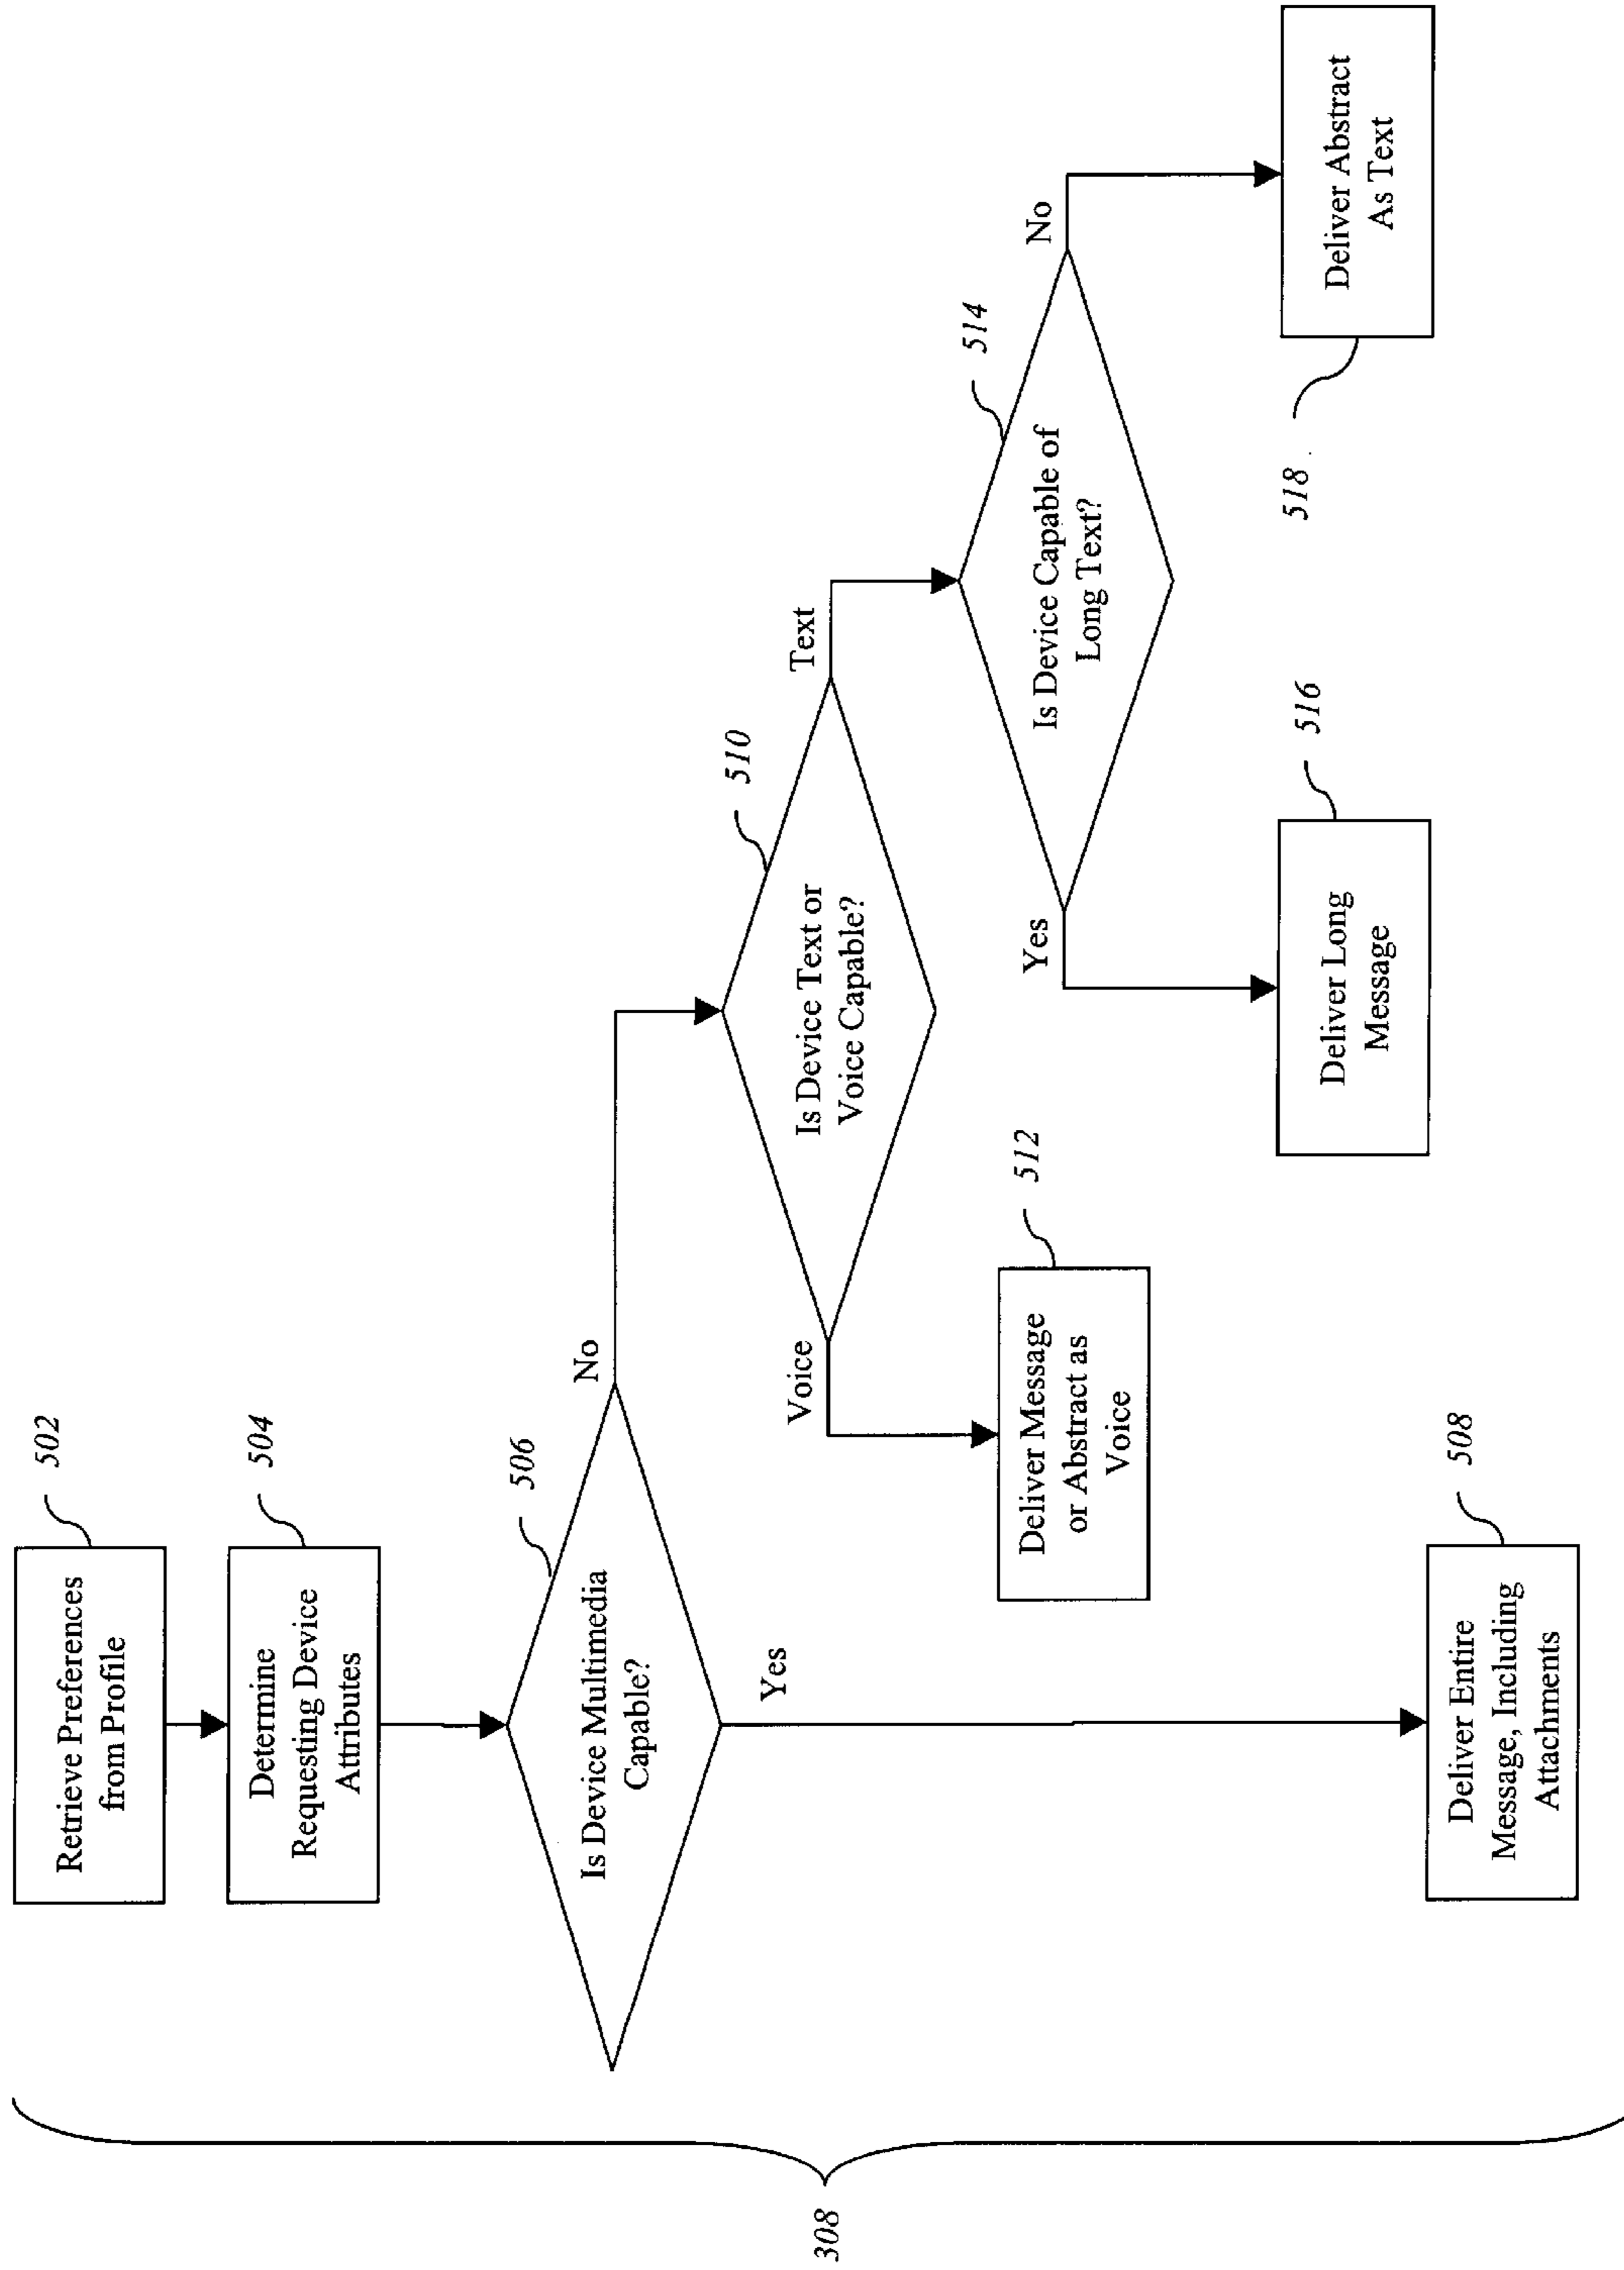 Retrieve Preferences
from Profile
502
Determine
Requesting Device
Attributes
504
Is Device Multimedia
Capable?
506
No
Yes
Is Device Text or
Voice Capable?
510
Voice
Text
Deliver Message
or Abstract as
Voice
512
Is Device Capable of
Long Text?
514
Yes
No
Deliver Long
Message
516
Deliver Abstract
As Text
518
Deliver Entire
Message, Including
Attachments
508
308